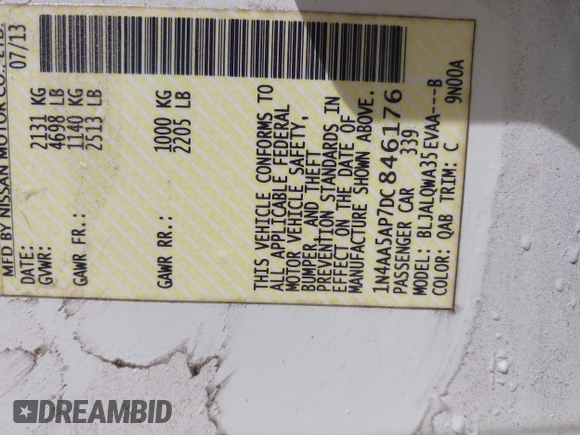 MFD BY NISSAN MOTOR CO., LTD.
DATE: 07/13
GVWR: 2131 KG
4698 LB
GAWR FR.: 1140 KG
2513 LB
GAWR RR.: 1000 KG
2205 LB
THIS VEHICLE CONFORMS TO
ALL APPLICABLE FEDERAL
MOTOR VEHICLE SAFETY,
BUMPER, AND THEFT
PREVENTION STANDARDS IN
EFFECT ON THE DATE OF
MANUFACTURE SHOWN ABOVE.
1N4AA5AP7DC846176
PASSENGER CAR 339
MODEL: BLJALQWA35EVAA---B
COLOR: QAB TRIM: C 9N00A
DREAMBID